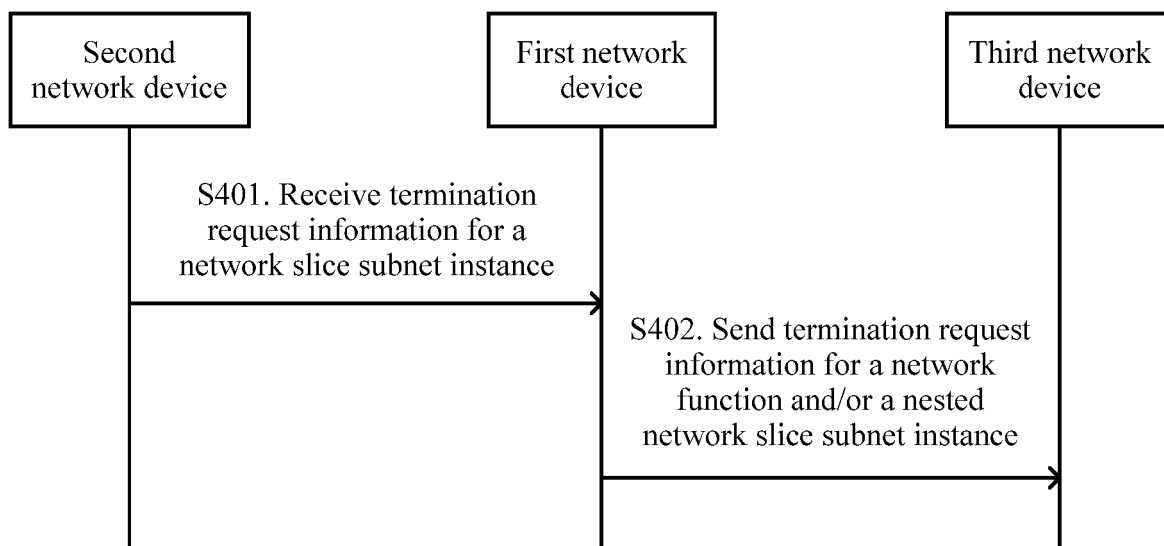 Second
network device
First network
device
Third network
device
S401. Receive termination
request information for a
network slice subnet instance
S402. Send termination request
information for a network
function and/or a nested
network slice subnet instance